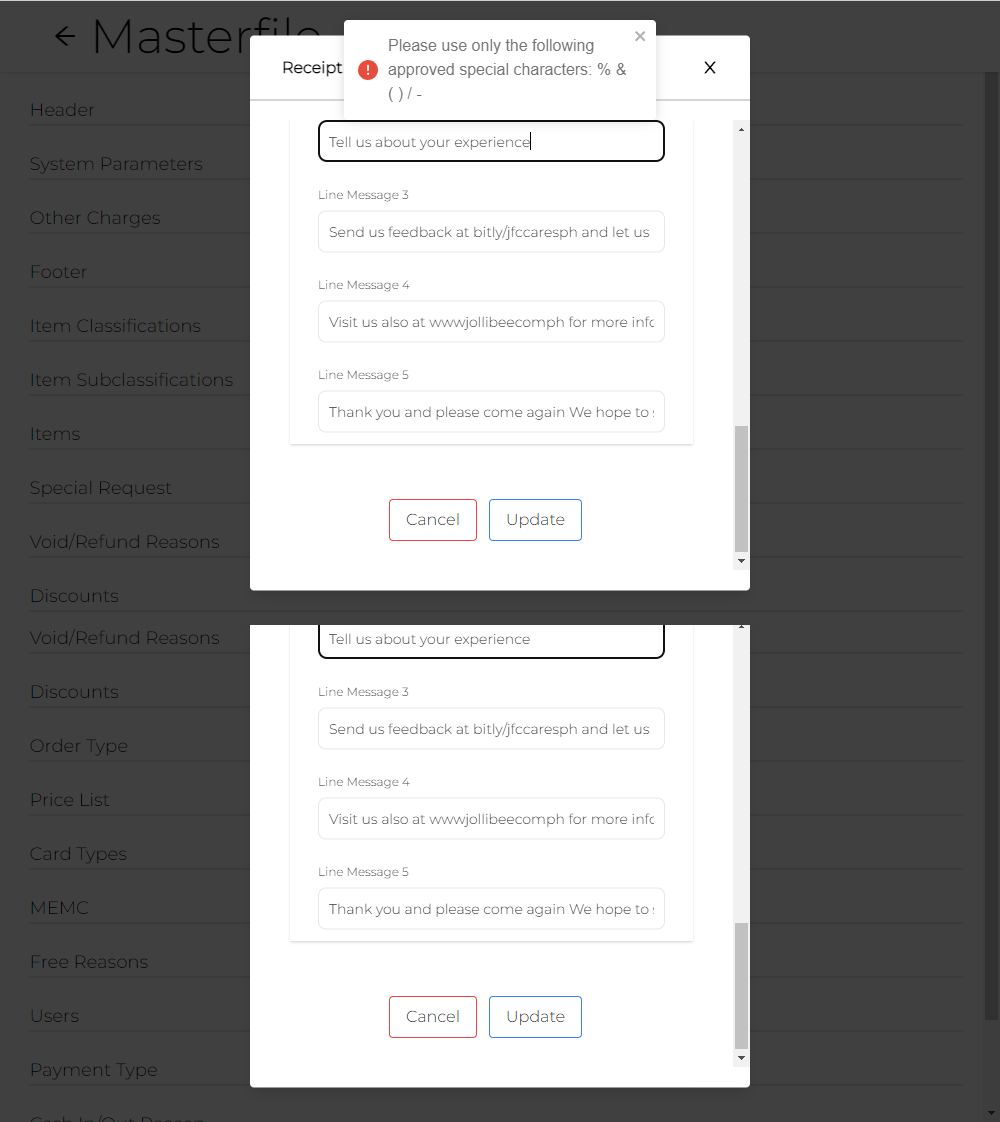 Masterfile
Please use only the following
approved special characters: % &
( ) / -
Receipt
X
Header
System Parameters
Other Charges
Footer
Item Classifications
Item Subclassifications
Items
Special Request
Void/Refund Reasons
Discounts
Void/Refund Reasons
Discounts
Order Type
Price List
Card Types
MEMC
Free Reasons
Users
Payment Type
Cash In/Out Reason
Tell us about your experience
Line Message 3
Send us feedback at bitly/jfccaresph and let us
Line Message 4
Visit us also at wwwjollibeecomph for more info
Line Message 5
Thank you and please come again We hope to
Cancel
Update
Tell us about your experience
Line Message 3
Send us feedback at bitly/jfccaresph and let us
Line Message 4
Visit us also at wwwjollibeecomph for more info
Line Message 5
Thank you and please come again We hope to
Cancel
Update